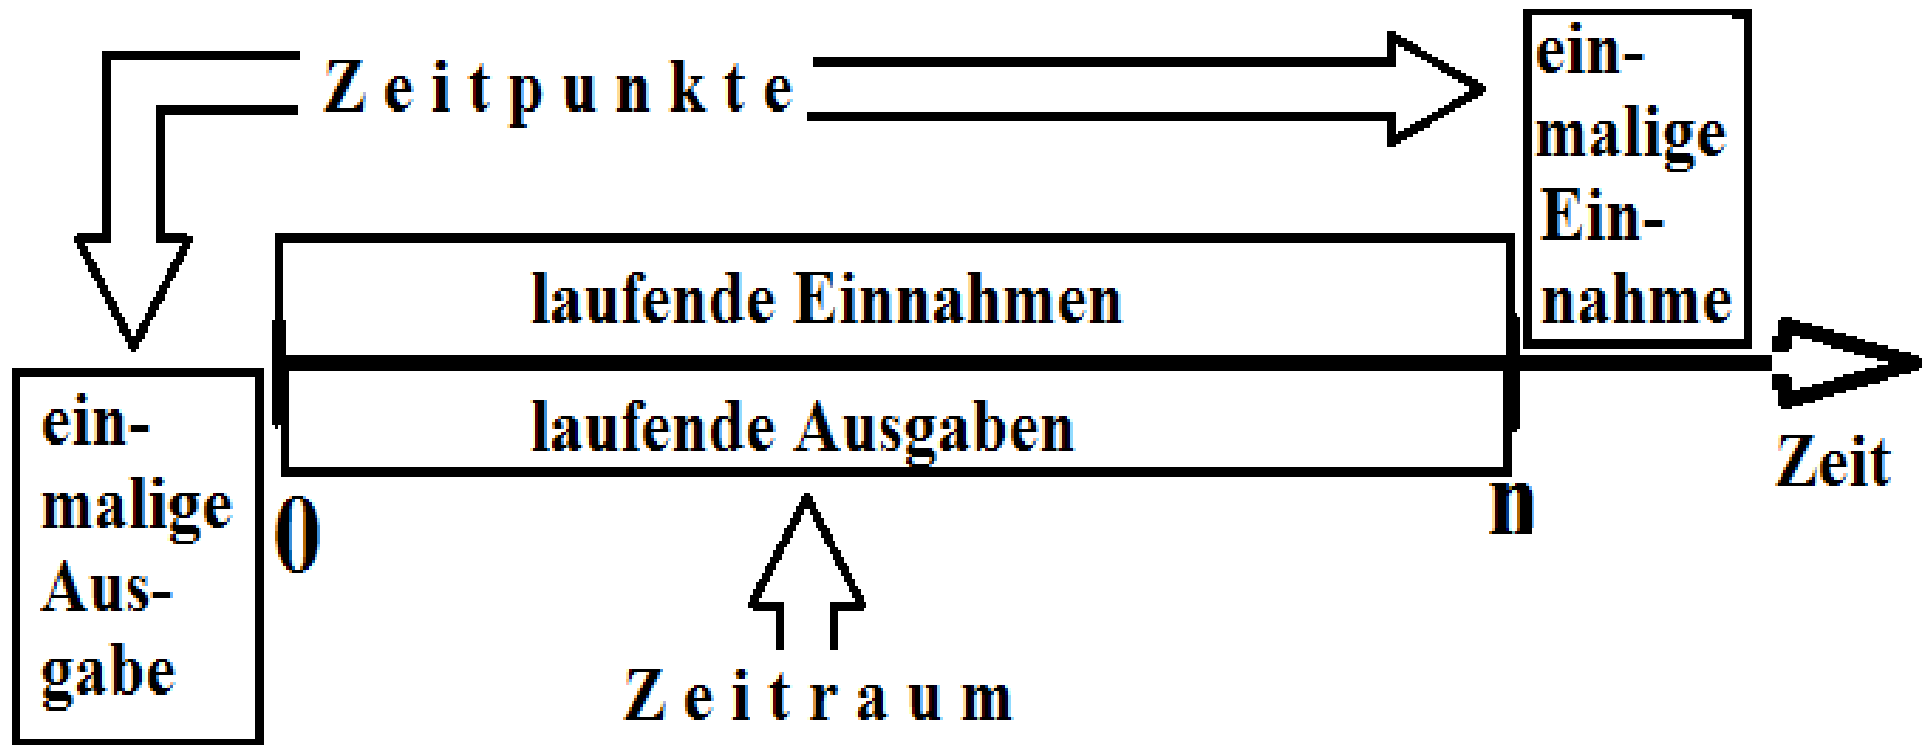 Zeitpunkte
ein-
malige
Ein-
nahme
laufende Einnahmen
laufende Ausgaben
Zeit
ein-
malige
Aus-
gabe
0
n
Zeitraum